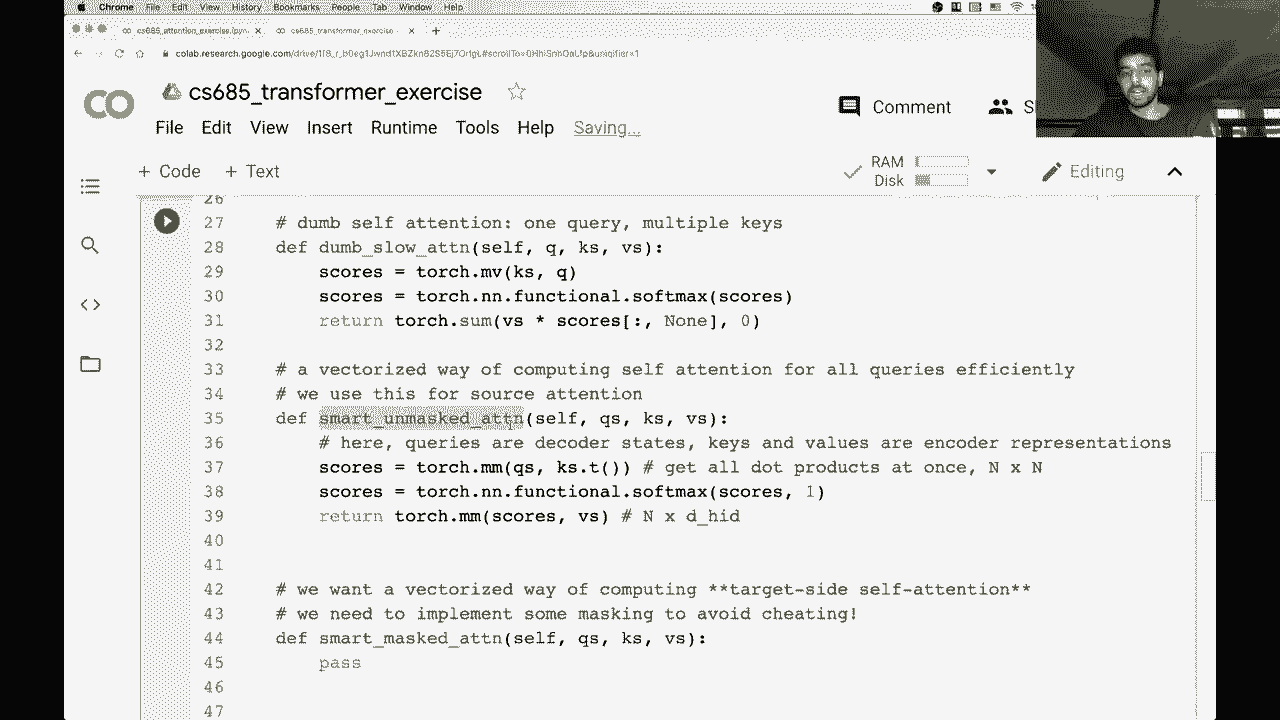 Chrome File Edit View History Bookmarks People Tab Window Help
cs685_attention_exercise.ipyn
cs685_transformer_exercise
cs685_transformer_exercise
Comment
File Edit View Insert Runtime Tools Help Saving...
+ Code + Text
RAM
Disk
Editing
26
27 # dumb self attention: one query, multiple keys
28 def dumb_slow_attn(self, q, ks, vs):
29 scores = torch.mv(ks, q)
30 scores = torch.nn.functional.softmax(scores)
31 return torch.sum(vs * scores[:, None], 0)
32
33 # a vectorized way of computing self attention for all queries efficiently
34 # we use this for source attention
35 def smart_unmasked_attn(self, qs, ks, vs):
36 # here, queries are decoder states, keys and values are encoder representations
37 scores = torch.mm(qs, ks.t()) # get all dot products at once, N x N
38 scores = torch.nn.functional.softmax(scores, 1)
39 return torch.mm(scores, vs) # N x d_hid
40
41
42 # we want a vectorized way of computing **target-side self-attention**
43 # we need to implement some masking to avoid cheating!
44 def smart_masked_attn(self, qs, ks, vs):
45 pass
46
47